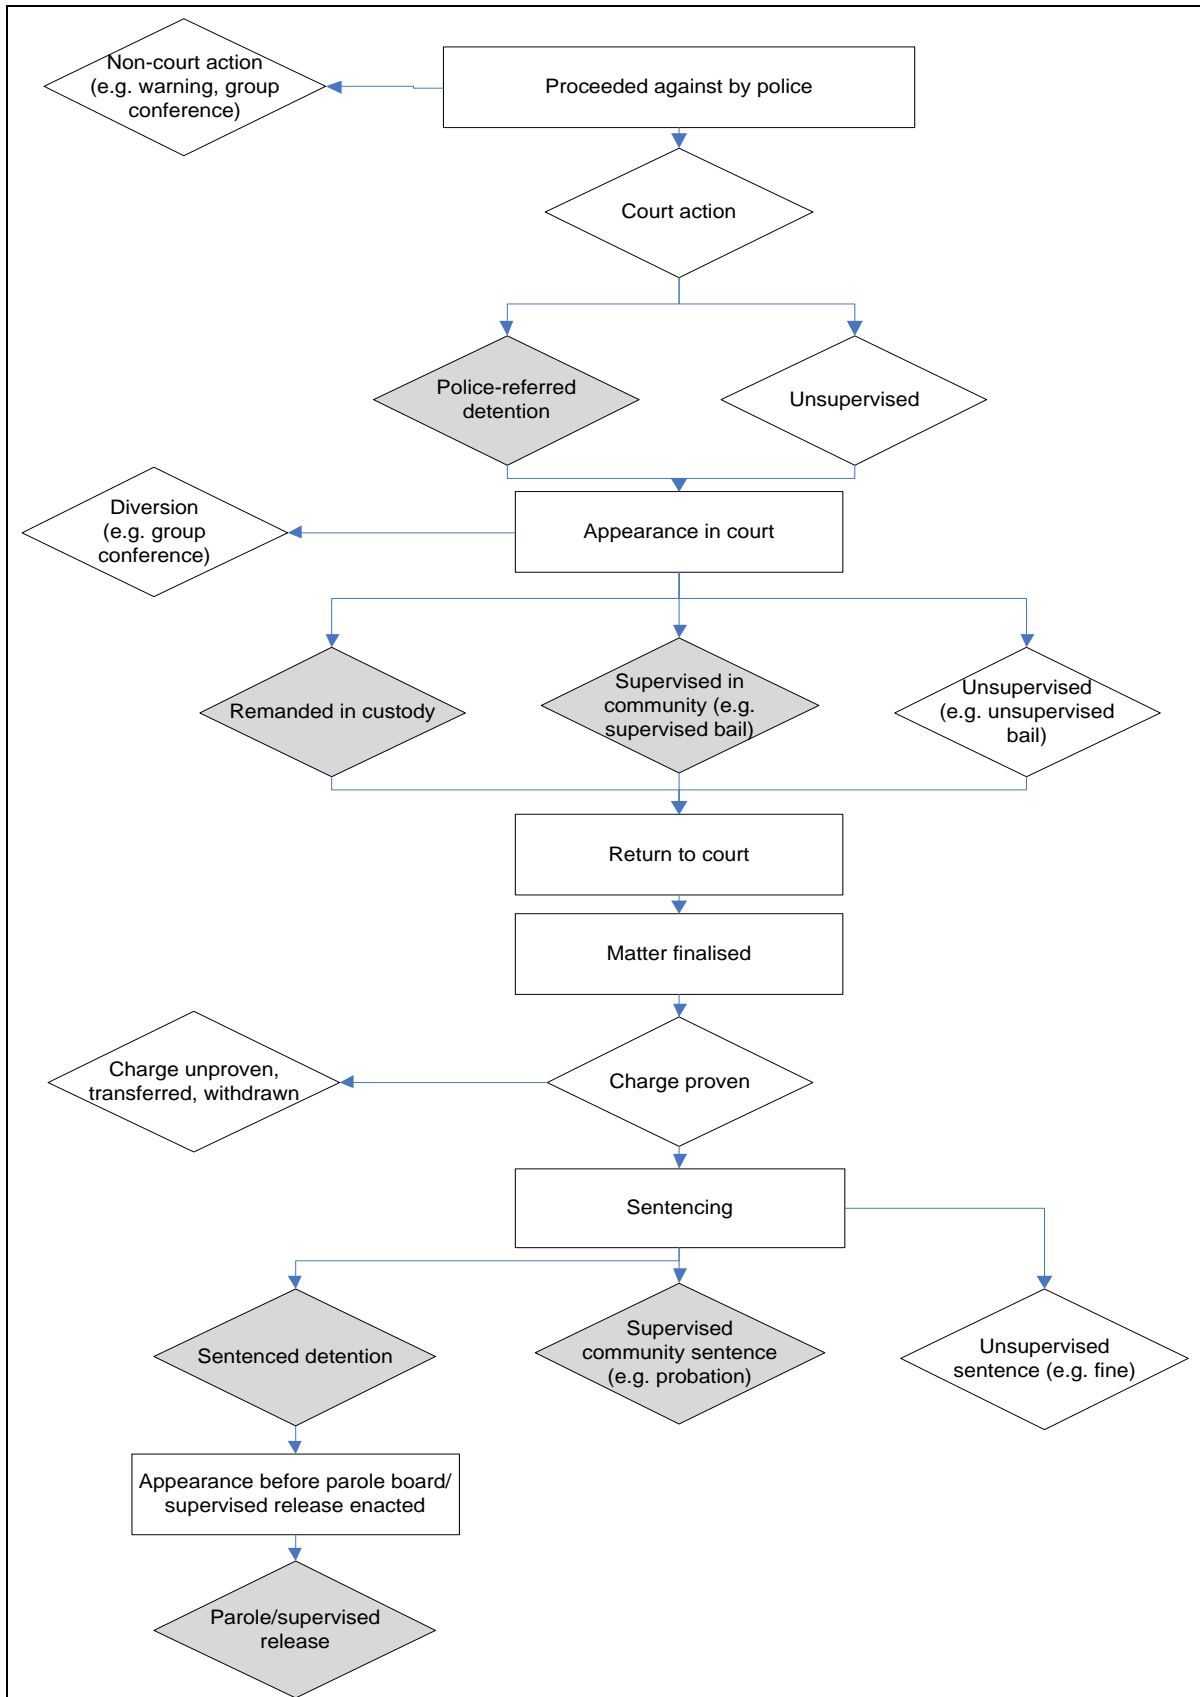 Non-court action
(e.g. warning, group
conference)
Proceeded against by police
Court action
Police-referred
detention
Unsupervised
Diversion
(e.g. group
conference)
Appearance in court
Remanded in custody
Supervised in
community (e.g.
supervised bail)
Unsupervised
(e.g. unsupervised
bail)
Return to court
Matter finalised
Charge unproven,
transferred, withdrawn
Charge proven
Sentencing
Sentenced detention
Supervised
community sentence
(e.g. probation)
Unsupervised
sentence (e.g. fine)
Appearance before parole board/
supervised release enacted
Parole/supervised
release